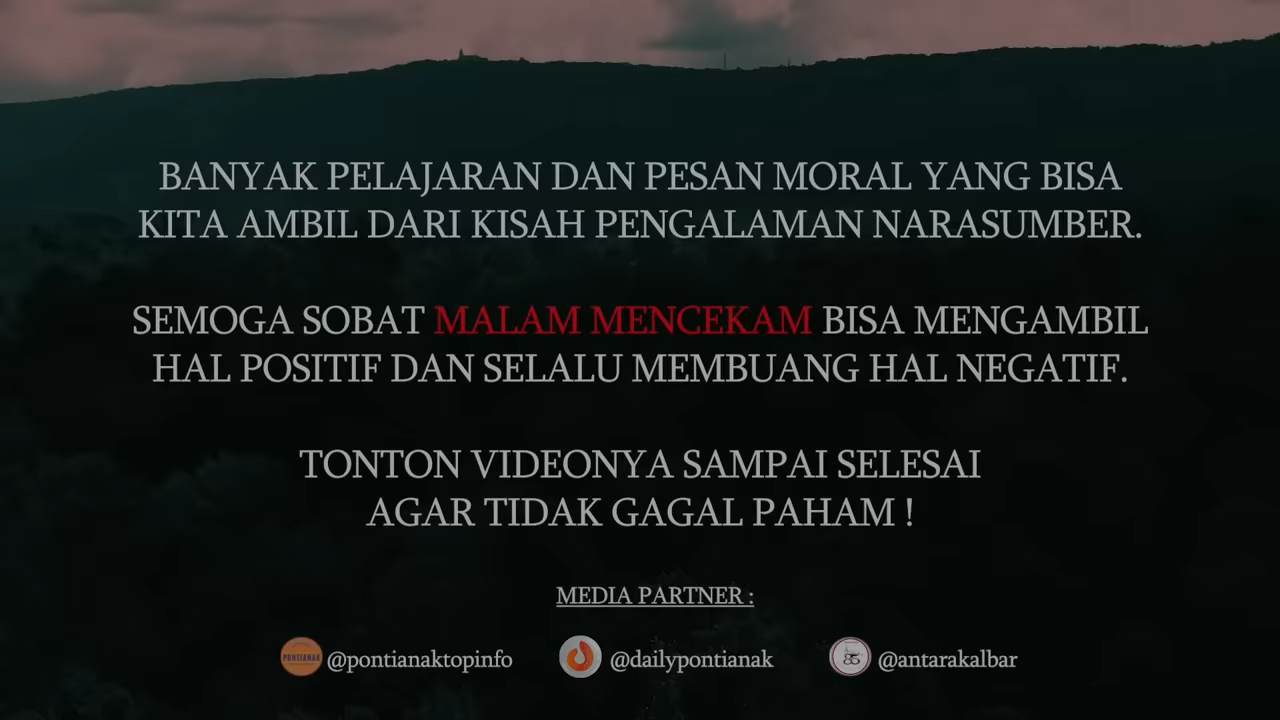 BANYAK PELAJARAN DAN PESAN MORAL YANG BISA
KITA AMBIL DARI KISAH PENGALAMAN NARASUMBER.
SEMOGA SOBAT MALAM MENCEKAM BISA MENGAMBIL
HAL POSITIF DAN SELALU MEMBUANG HAL NEGATIF.
TONTON VIDEONYA SAMPAI SELESAI
AGAR TIDAK GAGAL PAHAM !
MEDIA PARTNER :
PONTIANAK @pontianaktopinfo @dailypontianak @antarakalbar